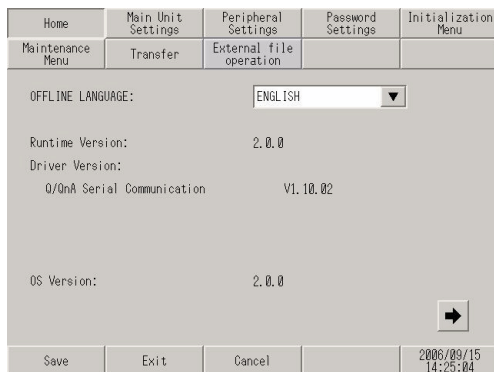 Home
Main Unit Settings
Peripheral Settings
Password Settings
Initialization Menu
Maintenance Menu
Transfer
External file operation
OFFLINE LANGUAGE: ENGLISH
Runtime Version: 2.0.0
Driver Version:
Q/QnA Serial Communication V1.10.02
OS Version: 2.0.0
Save Exit Cancel 2006/09/15
14:25:04